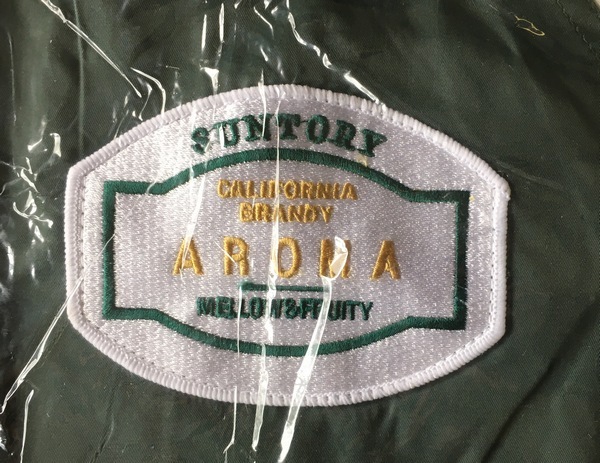 SUNTORY
CALIFORNIA
BRANDY
AROMA
MELLOW&FRUITY